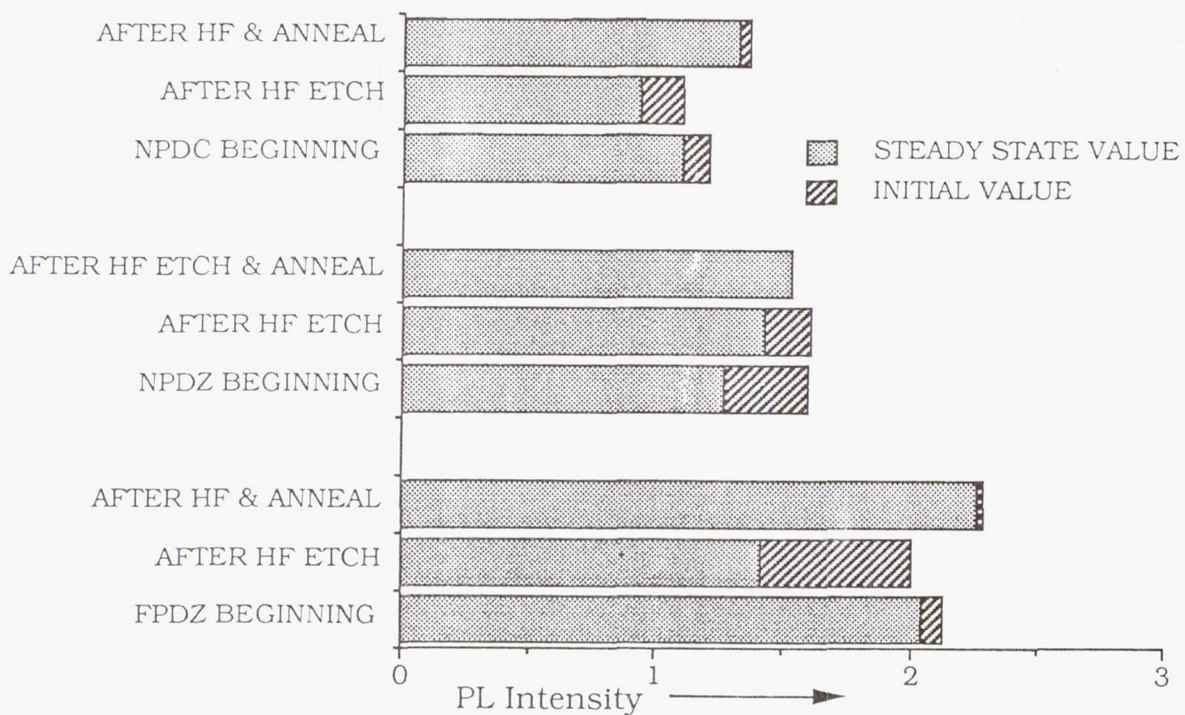 AFTER HF & ANNEAL
AFTER HF ETCH
NPDC BEGINNING
STEADY STATE VALUE
INITIAL VALUE
AFTER HF ETCH & ANNEAL
AFTER HF ETCH
NPDZ BEGINNING
AFTER HF & ANNEAL
AFTER HF ETCH
FPDZ BEGINNING
0 1 2 3
PL Intensity